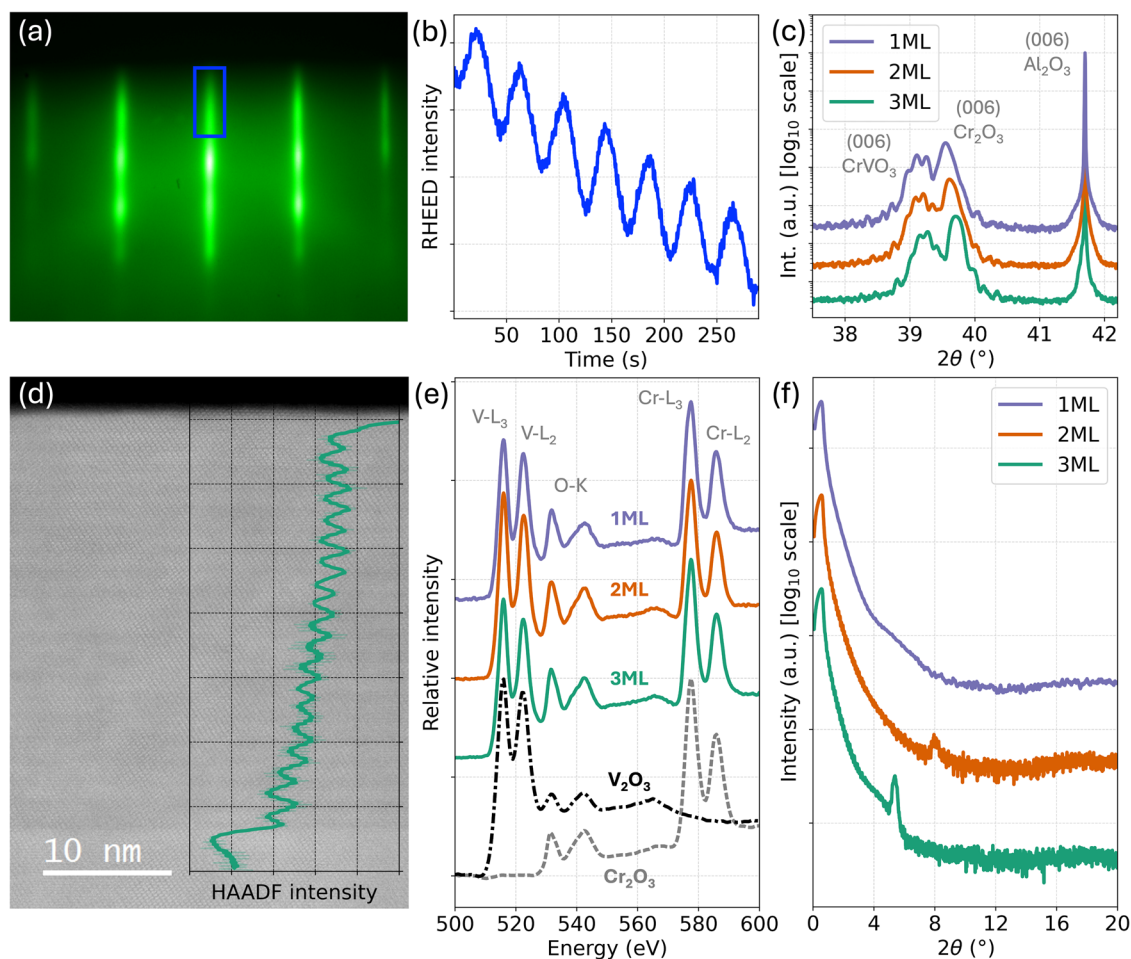 (a)
(b)
RHEED intensity
50 100 150 200 250
Time (s)
(c)
1ML
2ML
3ML
(006)
Al₂O₃
(006)
Cr₂O₃
(006)
CrVO₃
Int. (a.u.) [log₁₀ scale)
38 39 40 41 42
2θ (°)
(d)
10 nm
HAADF intensity
(e)
V-L₃
V-L₂
O-K
Cr-L₃
Cr-L₂
1ML
2ML
3ML
V₂O₃
Cr₂O₃
Relative intensity
500 520 540 560 580 600
Energy (eV)
(f)
1ML
2ML
3ML
Intensity (a.u.) [log₁₀ scale)
0 4 8 12 16 20
2θ (°)